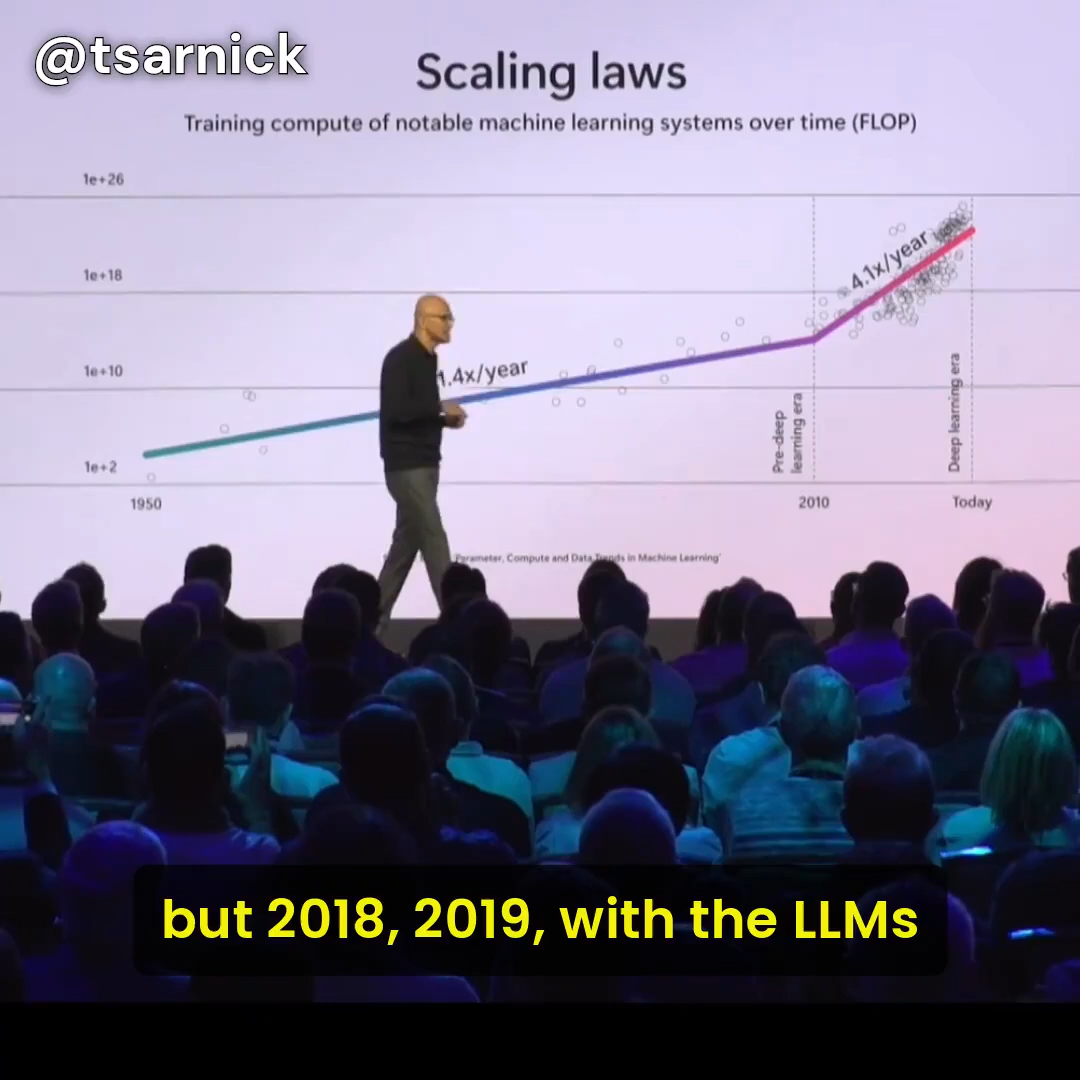 @tsarnick
Scaling laws
Training compute of notable machine learning systems over time (FLOP)
1e+26
1e+18
1e+10
1e+2
1.4x/year
4.1x/year
Pre-deep
learning era
Deep learning era
1950
2010
Today
Parameter, Compute and Data Trends in Machine Learning'
but 2018, 2019, with the LLMs